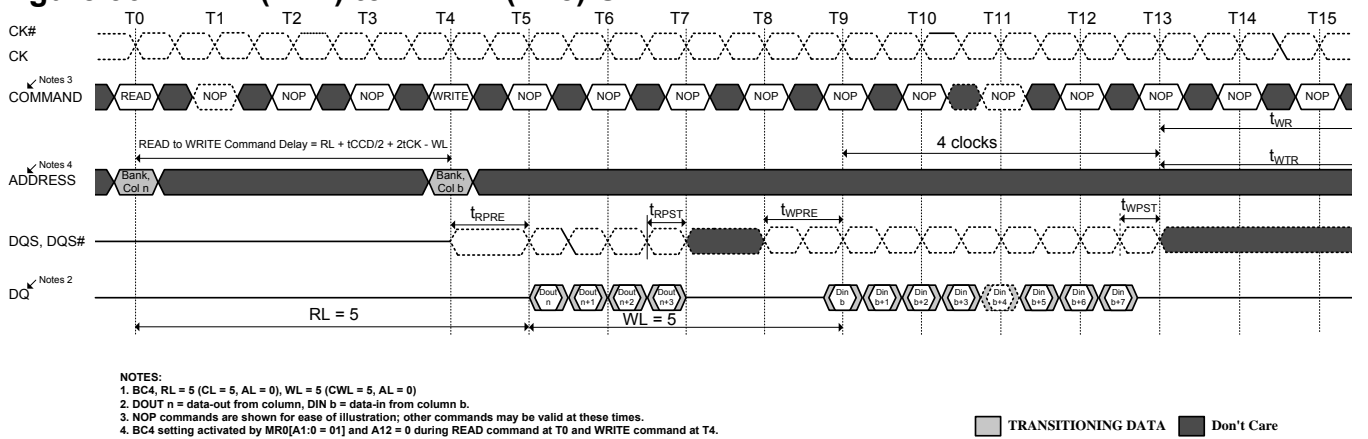 T0 T1 T2 T3 T4 T5 T6 T7 T8 T9 T10 T11 T12 T13 T14 T15
CK#
CK
Notes 3
COMMAND READ NOP NOP NOP WRITE NOP NOP NOP NOP NOP NOP NOP NOP NOP NOP NOP
tWR
READ to WRITE Command Delay = RL + tCCD/2 + 2tCK - WL
4 clocks
tWTR
Notes 4
ADDRESS
Bank, Col n
Bank, Col b
tRPRE tRPST tWPRE tWPST
DQS, DQS#
Notes 2
DQ
Dout n Dout n+1 Dout n+2 Dout n+3 Din b Din b+1 Din b+2 Din b+3 Din b+4 Din b+5 Din b+6 Din b+7
RL = 5 WL = 5
NOTES:
1. BC4, RL = 5 (CL = 5, AL = 0), WL = 5 (CWL = 5, AL = 0)
2. DOUT n = data-out from column, DIN b = data-in from column b.
3. NOP commands are shown for ease of illustration; other commands may be valid at these times.
4. BC4 setting activated by MR0[A1:0 = 01] and A12 = 0 during READ command at T0 and WRITE command at T4.
TRANSITIONING DATA Don't Care